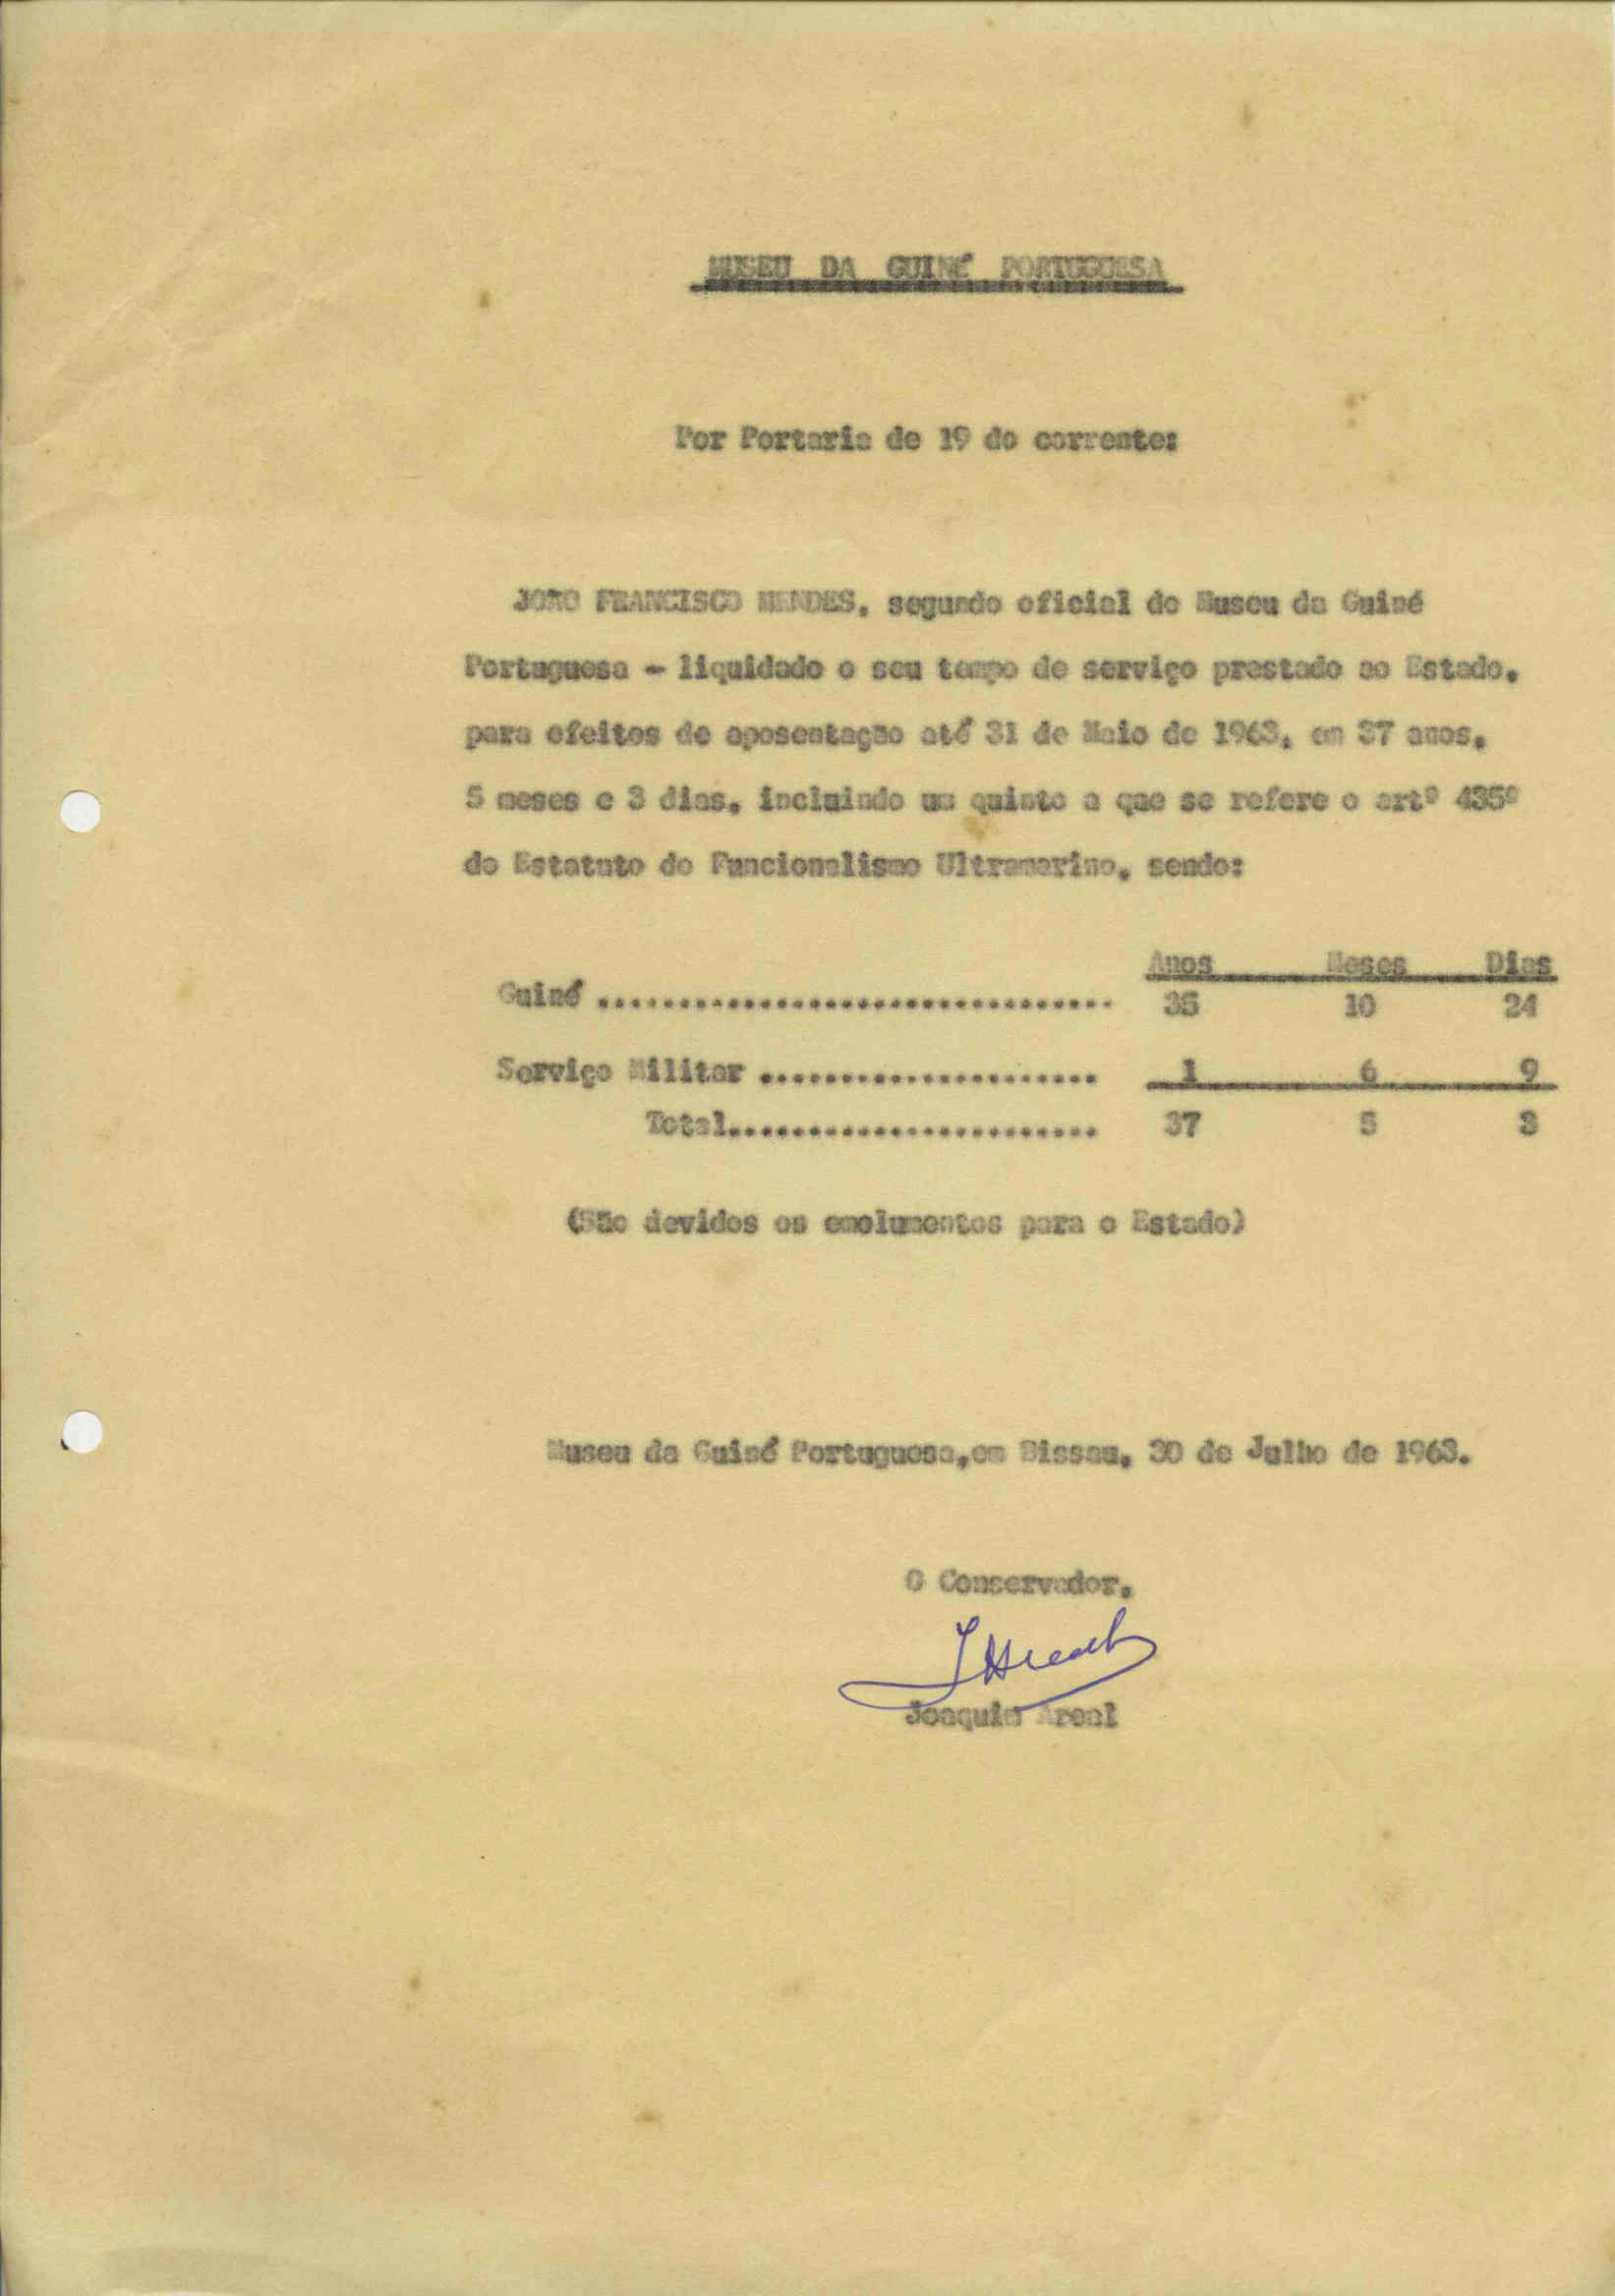 MUSEU DA GUINÉ PORTUGUESA
Por Portaria de 19 do corrente:
JOÃO FRANCISCO MENDES, segundo oficial do Museu da Guiné
Portuguesa - liquidado o seu tempo de serviço prestado ao Estado,
para efeitos de aposentação até 31 de Maio de 1963, em 37 anos,
5 meses e 3 dias, incluindo um quinto a que se refere o artº 435º
do Estatuto do Funcionalismo Ultramarino, sendo:
Anos Meses Dias
Guiné ................................ 35 10 24
Serviço Militar ..................... 1 6 9
Total....................... 37 5 3
(São devidos os emolumentos para o Estado)
Museu da Guiné Portuguesa,em Bissau, 30 de Julho de 1963.
O Conservador,
JAreal
Joaquim Areal